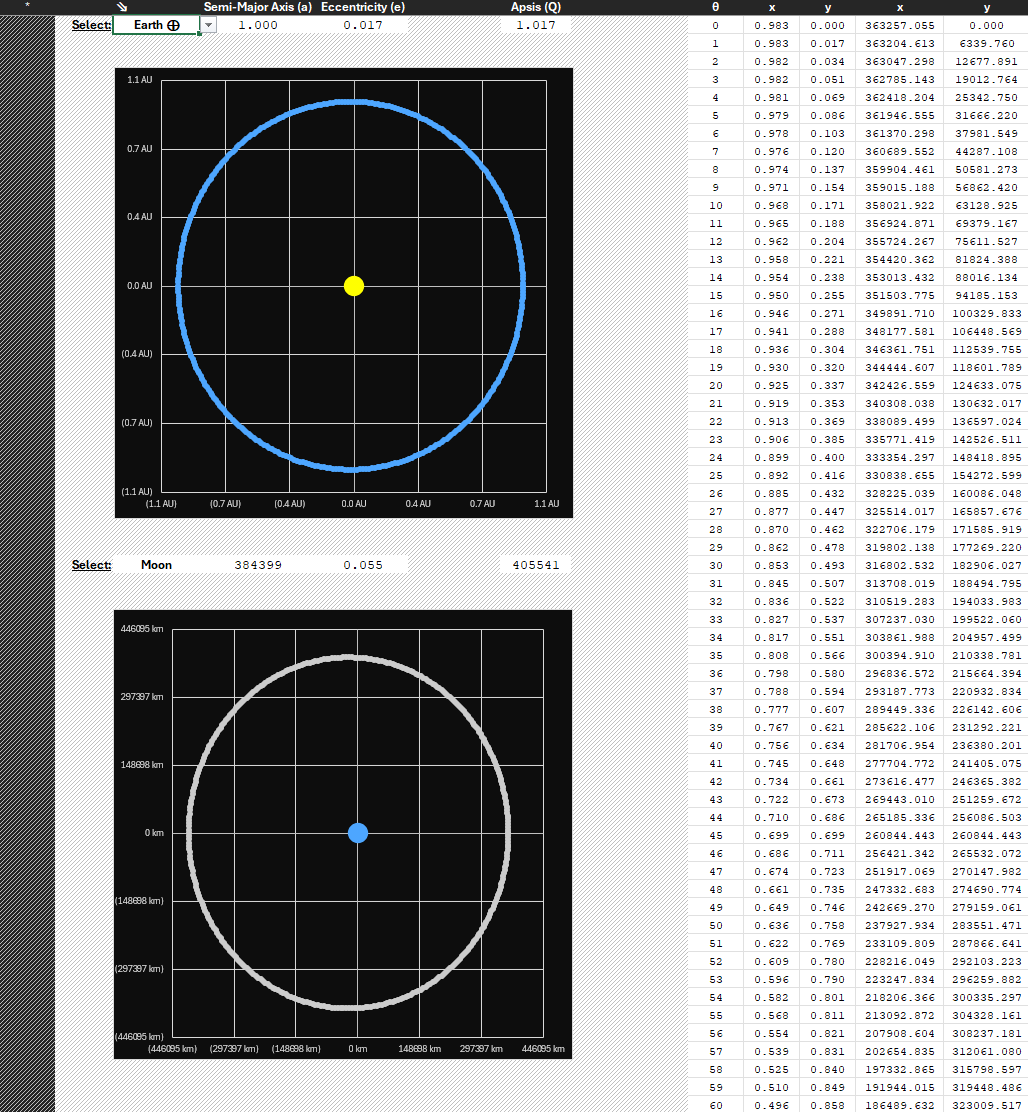 * ⇘ Semi-Major Axis (a) Eccentricity (e) Apsis (Q) θ x y x y
Select: Earth ⊕ 1.000 0.017 1.017 0 0.983 0.000 363257.055 0.000
1 0.983 0.017 363204.613 6339.760
2 0.982 0.034 363047.298 12677.891
3 0.982 0.051 362785.143 19012.764
4 0.981 0.069 362418.204 25342.750
5 0.979 0.086 361946.555 31666.220
6 0.978 0.103 361370.298 37981.549
7 0.976 0.120 360689.552 44287.108
8 0.974 0.137 359904.461 50581.273
9 0.971 0.154 359015.188 56862.420
10 0.968 0.171 358021.922 63128.925
11 0.965 0.188 356924.871 69379.167
12 0.962 0.204 355724.267 75611.527
13 0.958 0.221 354420.362 81824.388
14 0.954 0.238 353013.432 88016.134
15 0.950 0.255 351503.775 94185.153
16 0.946 0.271 349891.710 100329.833
17 0.941 0.288 348177.581 106448.569
18 0.936 0.304 346361.751 112539.755
19 0.930 0.320 344444.607 118601.789
20 0.925 0.337 342426.559 124633.075
21 0.919 0.353 340308.038 130632.017
22 0.913 0.369 338089.499 136597.024
23 0.906 0.385 335771.419 142526.511
24 0.899 0.400 333354.297 148418.895
25 0.892 0.416 330838.655 154272.599
26 0.885 0.432 328225.039 160086.048
27 0.877 0.447 325514.017 165857.676
28 0.870 0.462 322706.179 171585.919
29 0.862 0.478 319802.138 177269.220
30 0.853 0.493 316802.532 182906.027
31 0.845 0.507 313708.019 188494.795
32 0.836 0.522 310519.283 194033.983
33 0.827 0.537 307237.030 199522.060
34 0.817 0.551 303861.988 204957.499
35 0.808 0.566 300394.910 210338.781
36 0.798 0.580 296836.572 215664.394
37 0.788 0.594 293187.773 220932.834
38 0.777 0.607 289449.336 226142.606
39 0.767 0.621 285622.106 231292.221
40 0.756 0.634 281706.954 236380.201
41 0.745 0.648 277704.772 241405.075
42 0.734 0.661 273616.477 246365.382
43 0.722 0.673 269443.010 251259.672
44 0.710 0.686 265185.336 256086.503
45 0.699 0.699 260844.443 260844.443
46 0.686 0.711 256421.342 265532.072
47 0.674 0.723 251917.069 270147.982
48 0.661 0.735 247332.683 274690.774
49 0.649 0.746 242669.270 279159.061
50 0.636 0.758 237927.934 283551.471
51 0.622 0.769 233109.809 287866.641
52 0.609 0.780 228216.049 292103.223
53 0.596 0.790 223247.834 296259.882
54 0.582 0.801 218206.366 300335.297
55 0.568 0.811 213092.872 304328.161
56 0.554 0.821 207908.604 308237.181
57 0.539 0.831 202654.835 312061.080
58 0.525 0.840 197332.865 315798.597
59 0.510 0.849 191944.015 319448.486
60 0.496 0.858 186489.632 323009.517
1.1 AU
0.7 AU
0.4 AU
0.0 AU
(0.4 AU)
(0.7 AU)
(1.1 AU)
(1.1 AU) (0.7 AU) (0.4 AU) 0.0 AU 0.4 AU 0.7 AU 1.1 AU
Select: Moon 384399 0.055 405541
446095 km
297397 km
148698 km
0 km
(148698 km)
(297397 km)
(446095 km)
(446095 km) (297397 km) (148698 km) 0 km 148698 km 297397 km 446095 km